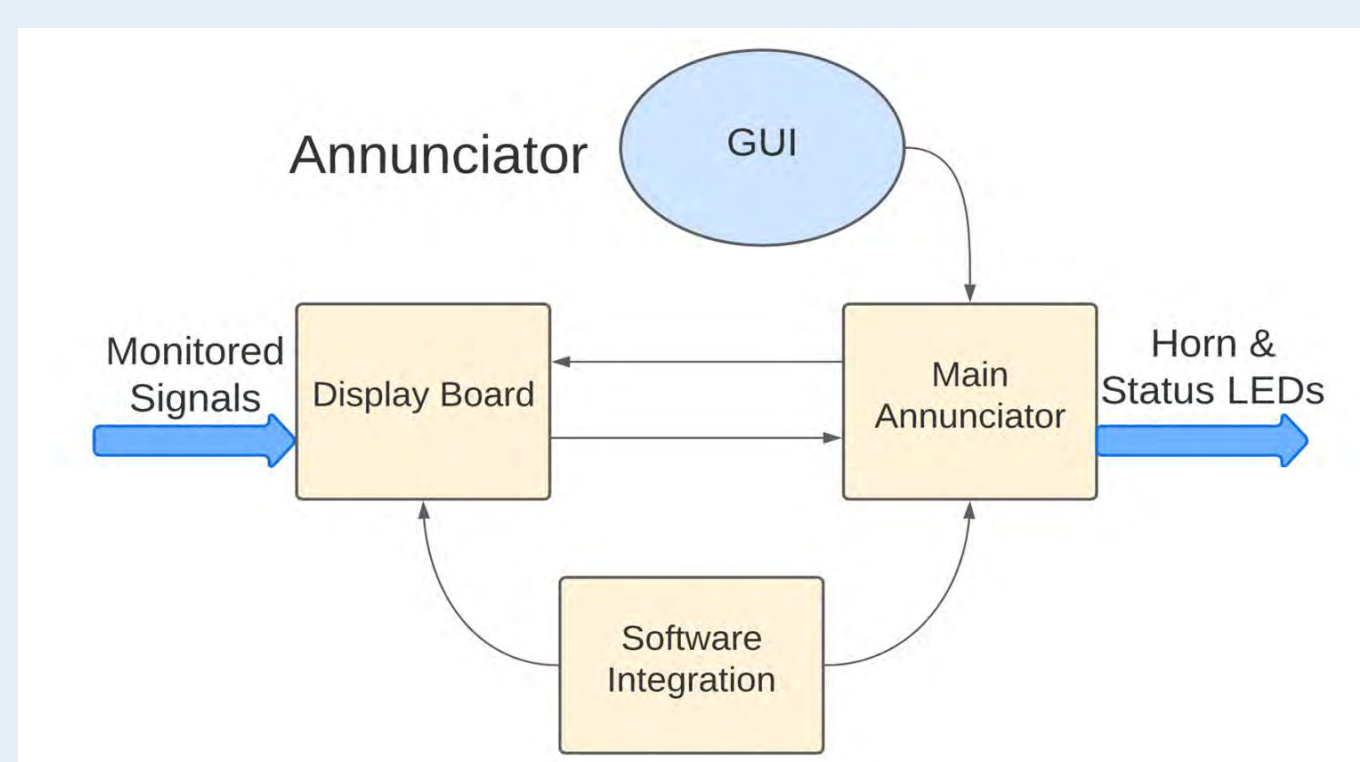 Annunciator
GUI
Monitored
Signals
Display Board
Main
Annunciator
Horn &
Status LEDs
Software
Integration